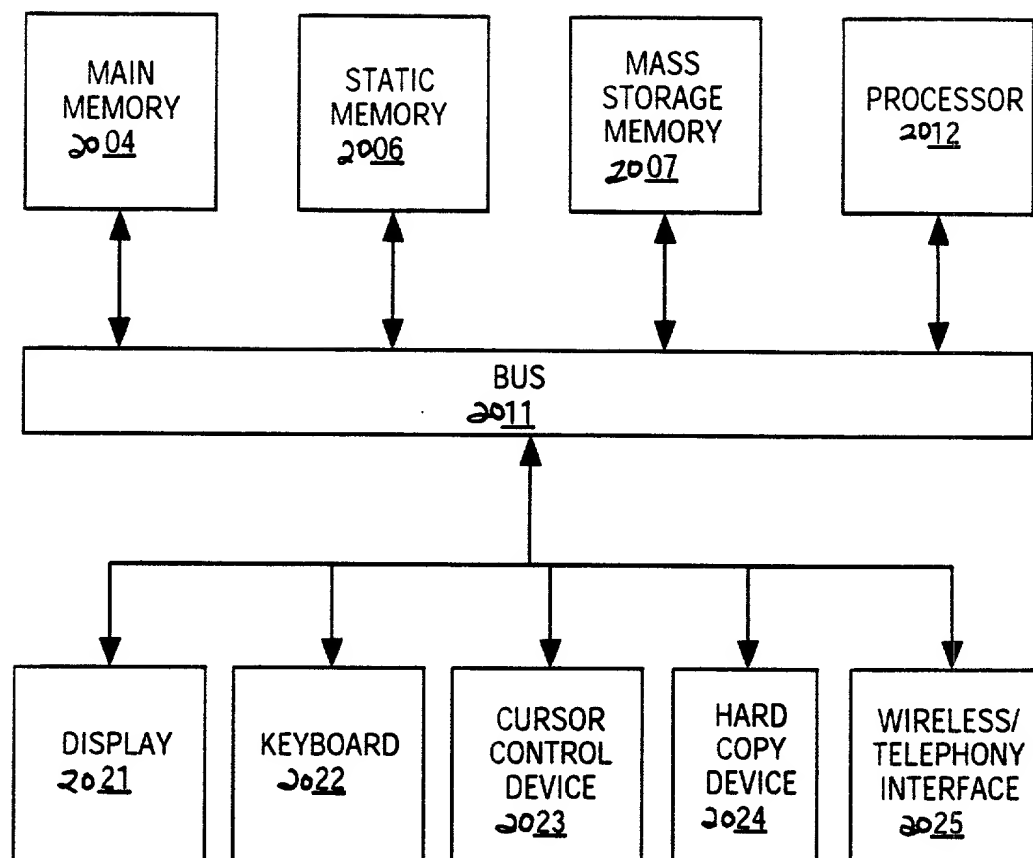 MAIN
MEMORY
2004
STATIC
MEMORY
2006
MASS
STORAGE
MEMORY
2007
PROCESSOR
2012
BUS
2011
DISPLAY
2021
KEYBOARD
2022
CURSOR
CONTROL
DEVICE
2023
HARD
COPY
DEVICE
2024
WIRELESS/
TELEPHONY
INTERFACE
2025